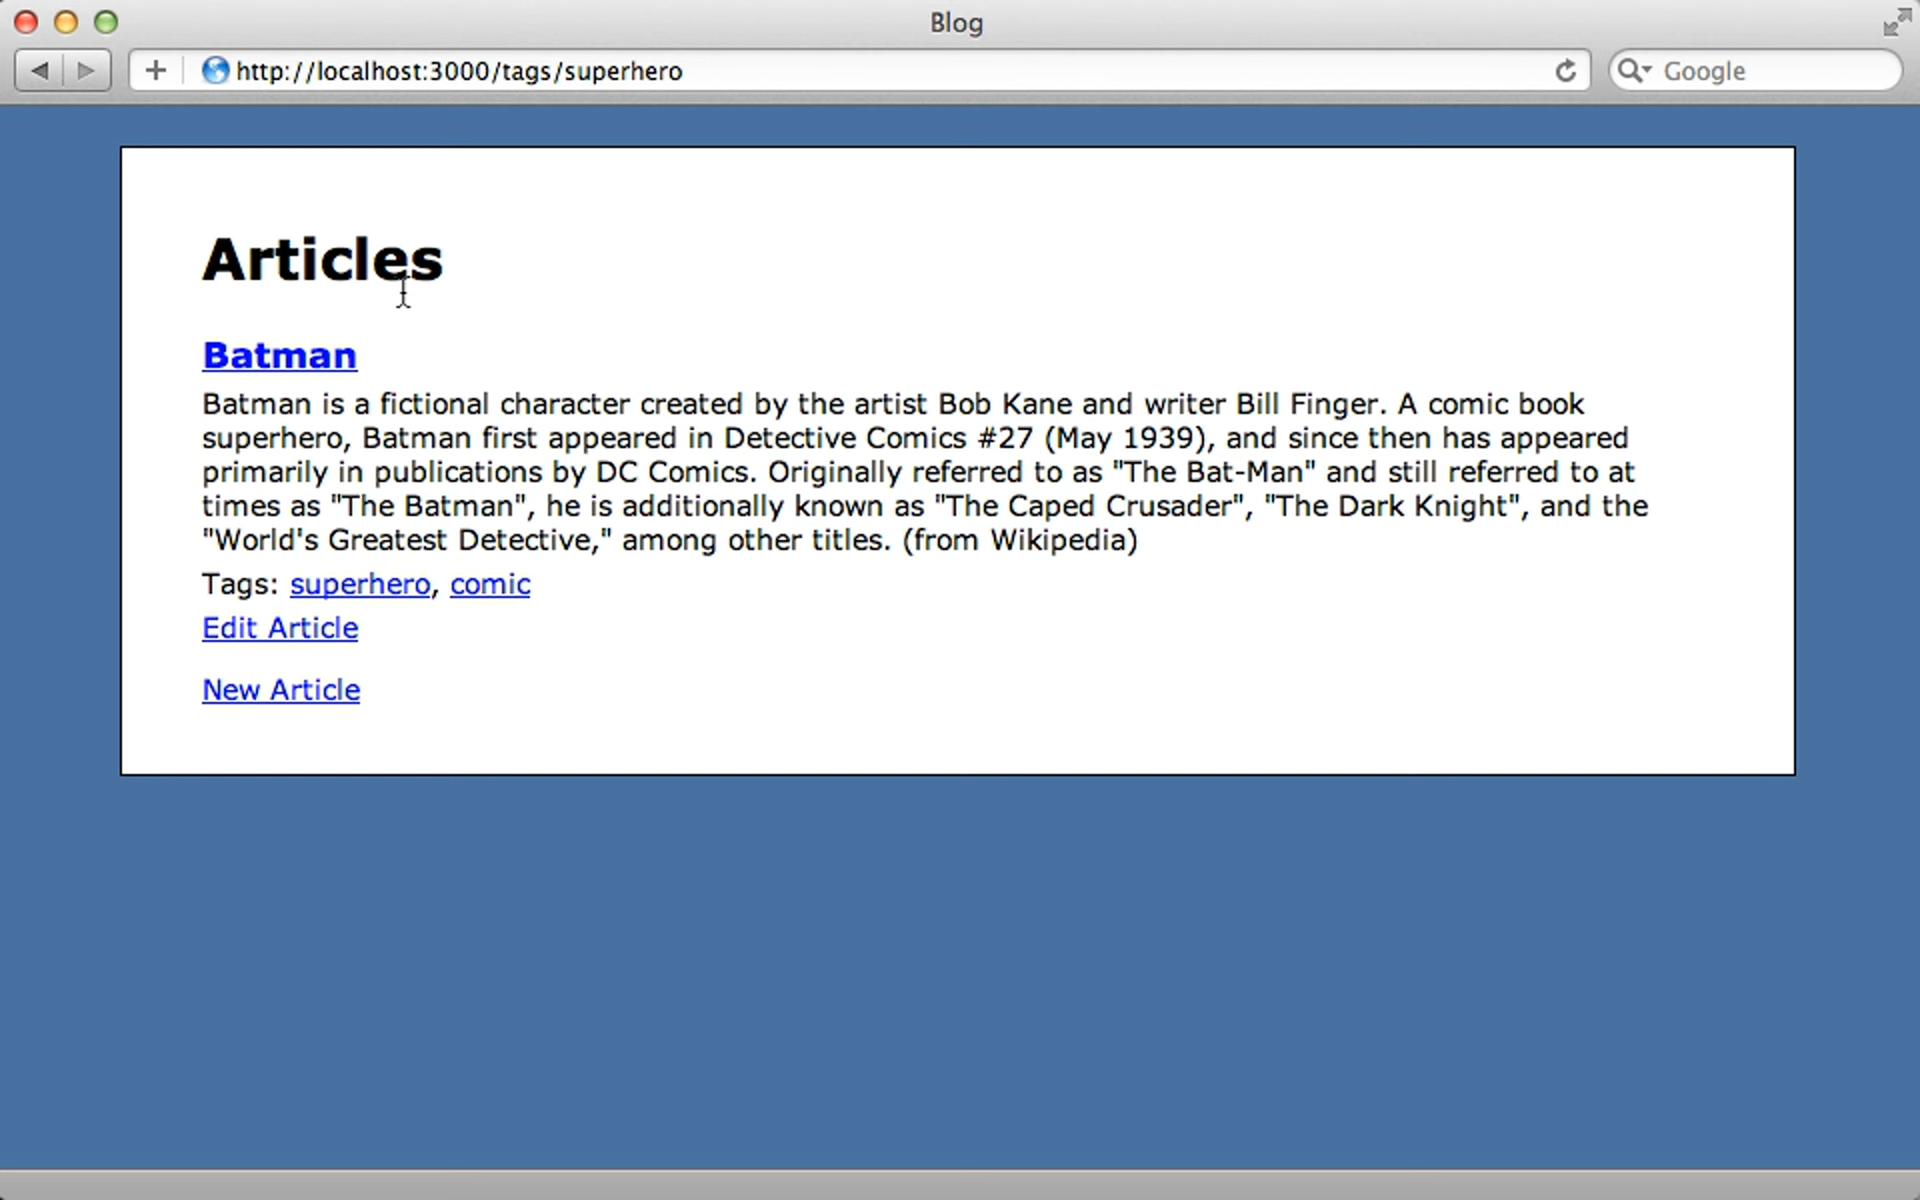 Blog
http://localhost:3000/tags/superhero
Google
Articles
Batman
Batman is a fictional character created by the artist Bob Kane and writer Bill Finger. A comic book
superhero, Batman first appeared in Detective Comics #27 (May 1939), and since then has appeared
primarily in publications by DC Comics. Originally referred to as "The Bat-Man" and still referred to at
times as "The Batman", he is additionally known as "The Caped Crusader", "The Dark Knight", and the
"World's Greatest Detective," among other titles. (from Wikipedia)
Tags: superhero, comic
Edit Article
New Article